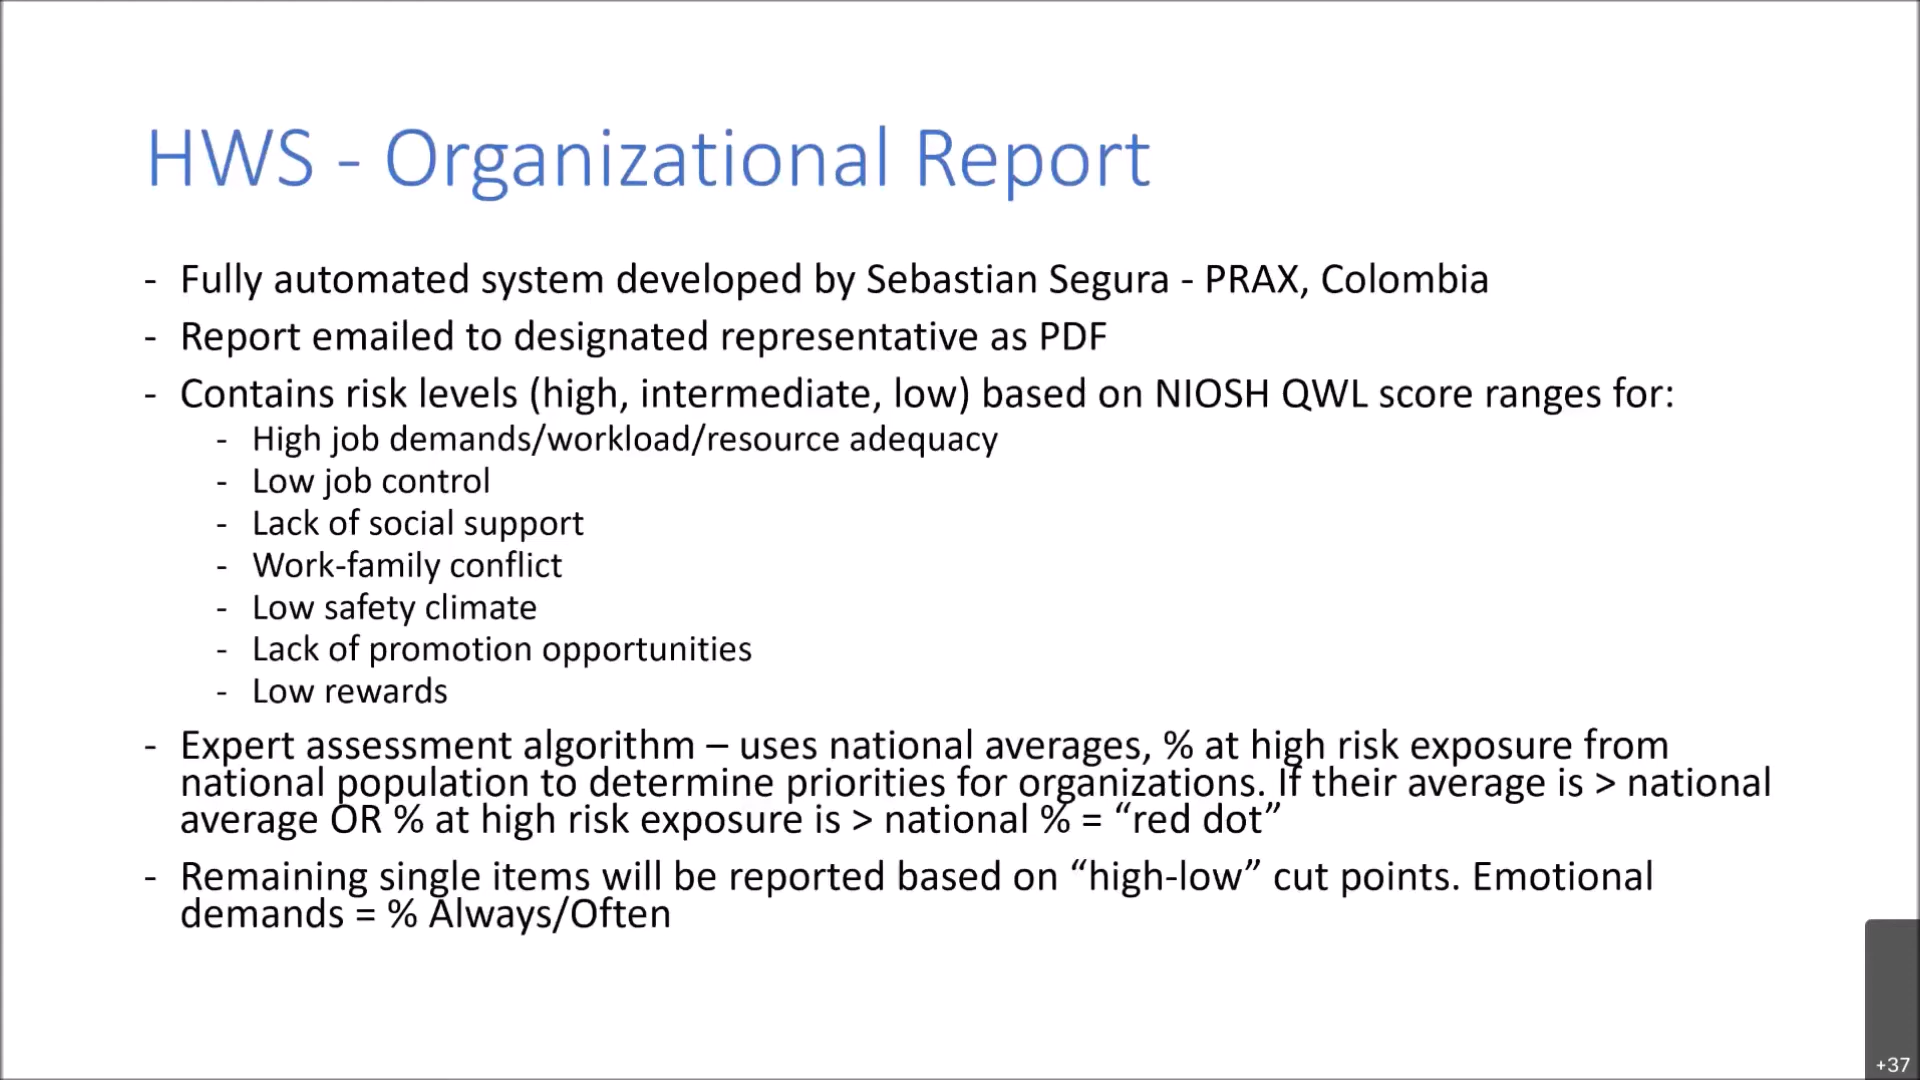 HWS - Organizational Report
- Fully automated system developed by Sebastian Segura - PRAX, Colombia
- Report emailed to designated representative as PDF
- Contains risk levels (high, intermediate, low) based on NIOSH QWL score ranges for:
- High job demands/workload/resource adequacy
- Low job control
- Lack of social support
- Work-family conflict
- Low safety climate
- Lack of promotion opportunities
- Low rewards
- Expert assessment algorithm – uses national averages, % at high risk exposure from
national population to determine priorities for organizations. If their average is > national
average OR % at high risk exposure is > national % = “red dot”
- Remaining single items will be reported based on “high-low” cut points. Emotional
demands = % Always/Often
+37